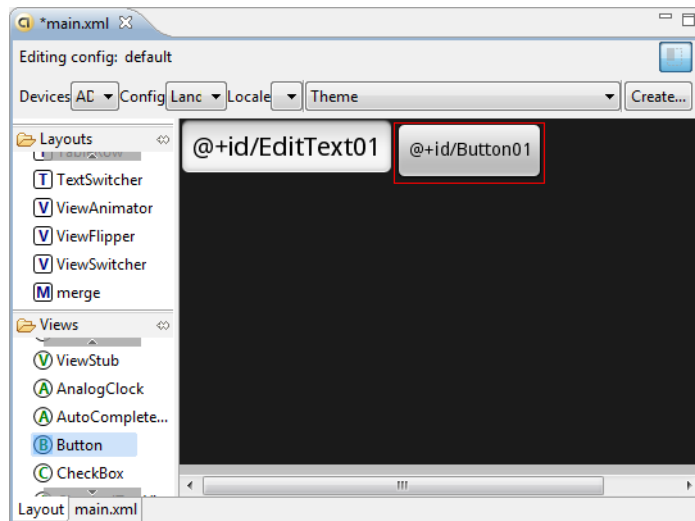 *main.xml
Editing config: default
Devices AD Config Lanc Locale Theme Create...
Layouts
TableRow
TextSwitcher
ViewAnimator
ViewFlipper
ViewSwitcher
merge
Views
ViewStub
AnalogClock
AutoComplete...
Button
CheckBox
@+id/EditText01 @+id/Button01
Layout main.xml